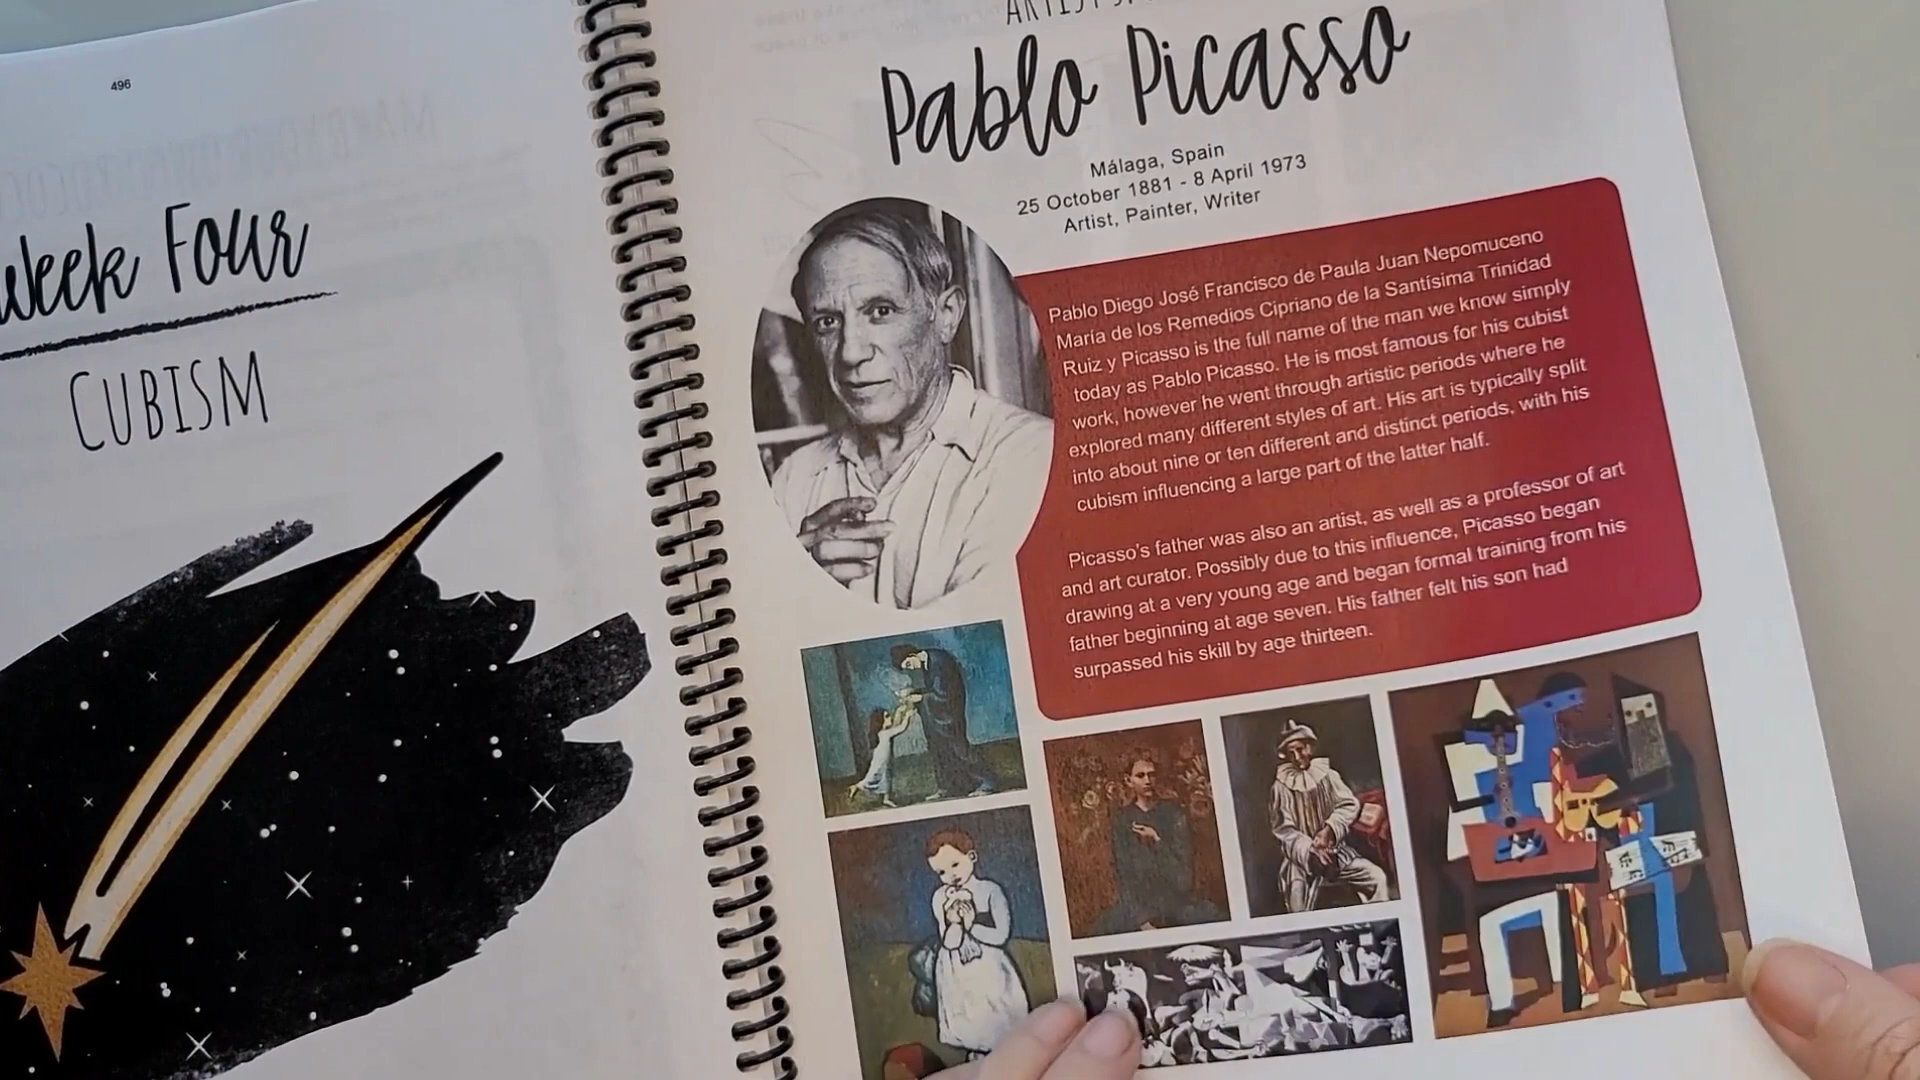 496
Week Four
CUBISM
Pablo Picasso
Málaga, Spain
25 October 1881 - 8 April 1973
Artist, Painter, Writer
Pablo Diego José Francisco de Paula Juan Nepomuceno
María de los Remedios Cipriano de la Santísima Trinidad
Ruiz y Picasso is the full name of the man we know simply
today as Pablo Picasso. He is most famous for his cubist
work, however he went through artistic periods where he
explored many different styles of art. His art is typically split
into about nine or ten different and distinct periods, with his
cubism influencing a large part of the latter half.
Picasso's father was also an artist, as well as a professor of art
and art curator. Possibly due to this influence, Picasso began
drawing at a very young age and began formal training from his
father beginning at age seven. His father felt his son had
surpassed his skill by age thirteen.